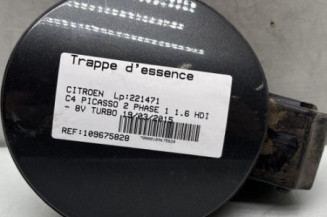 Trappe d'essence
CITROEN Lp:221471
C4 PICASSO 2 PHASE 1 1.6 HDI
- 8V TURBO 19/03/2015
REF:109675828